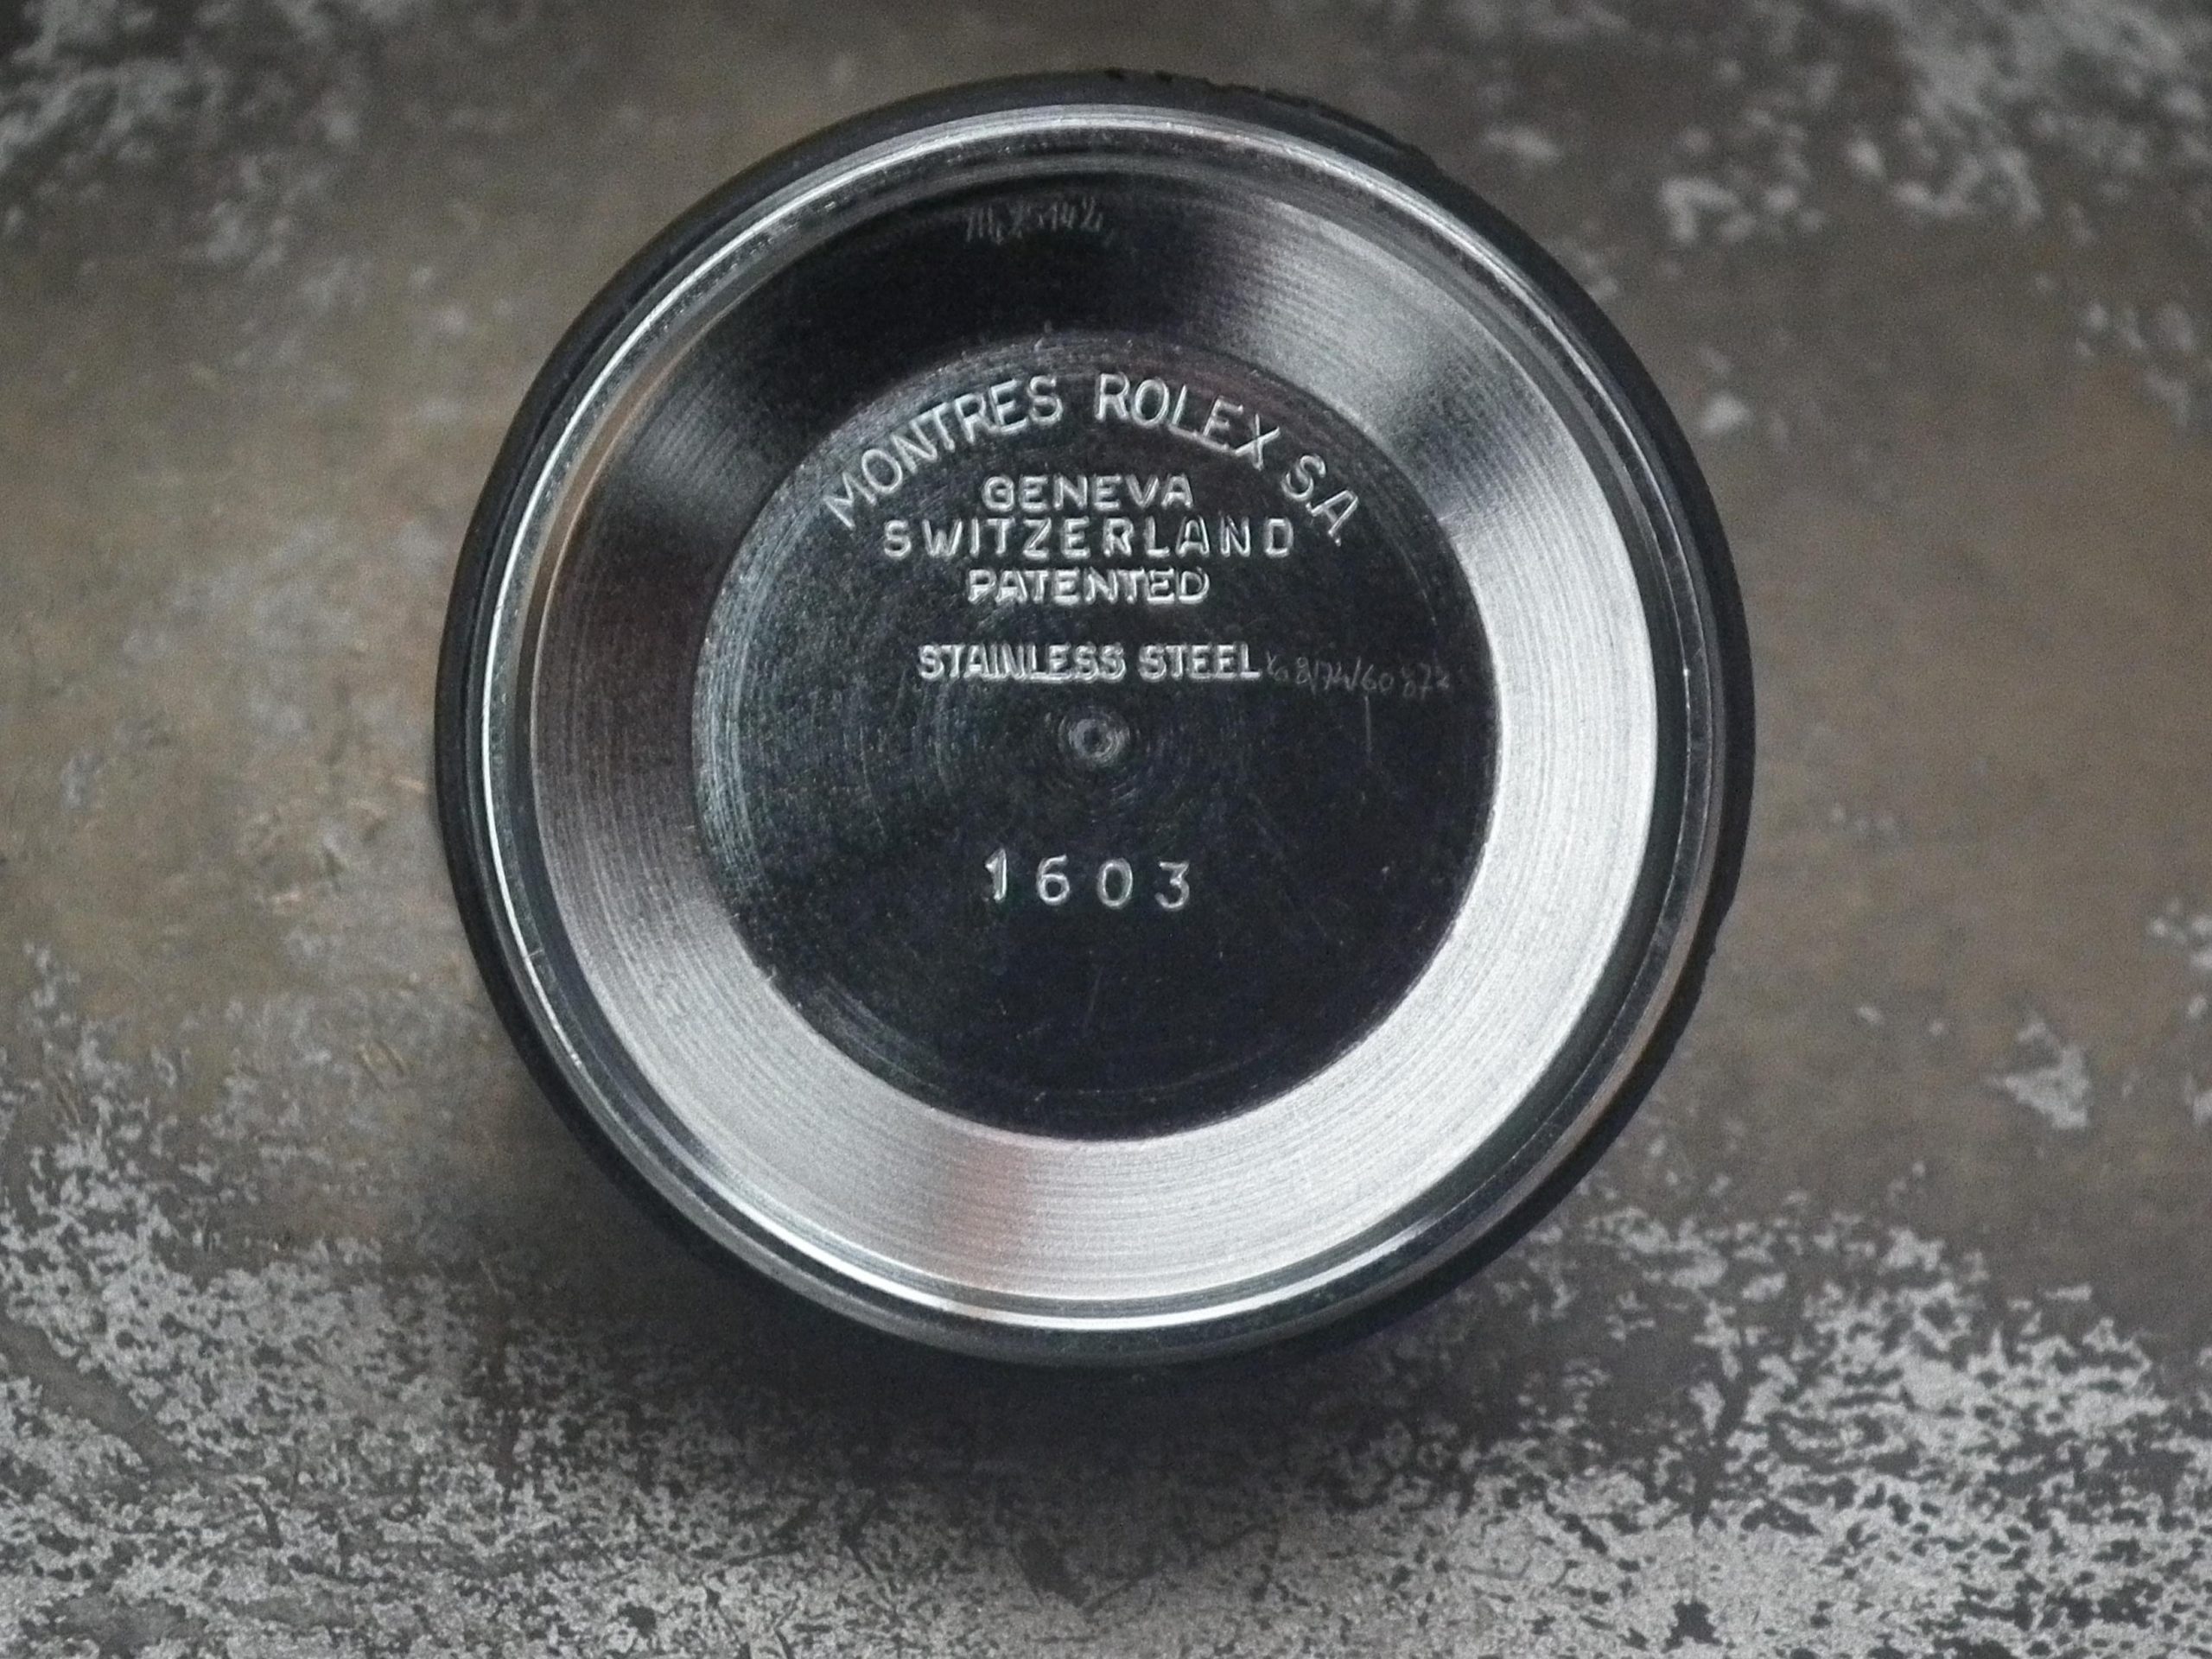 MONTRES ROLEX S.A.
GENEVA
SWITZERLAND
PATENTED
STAINLESS STEEL
1603